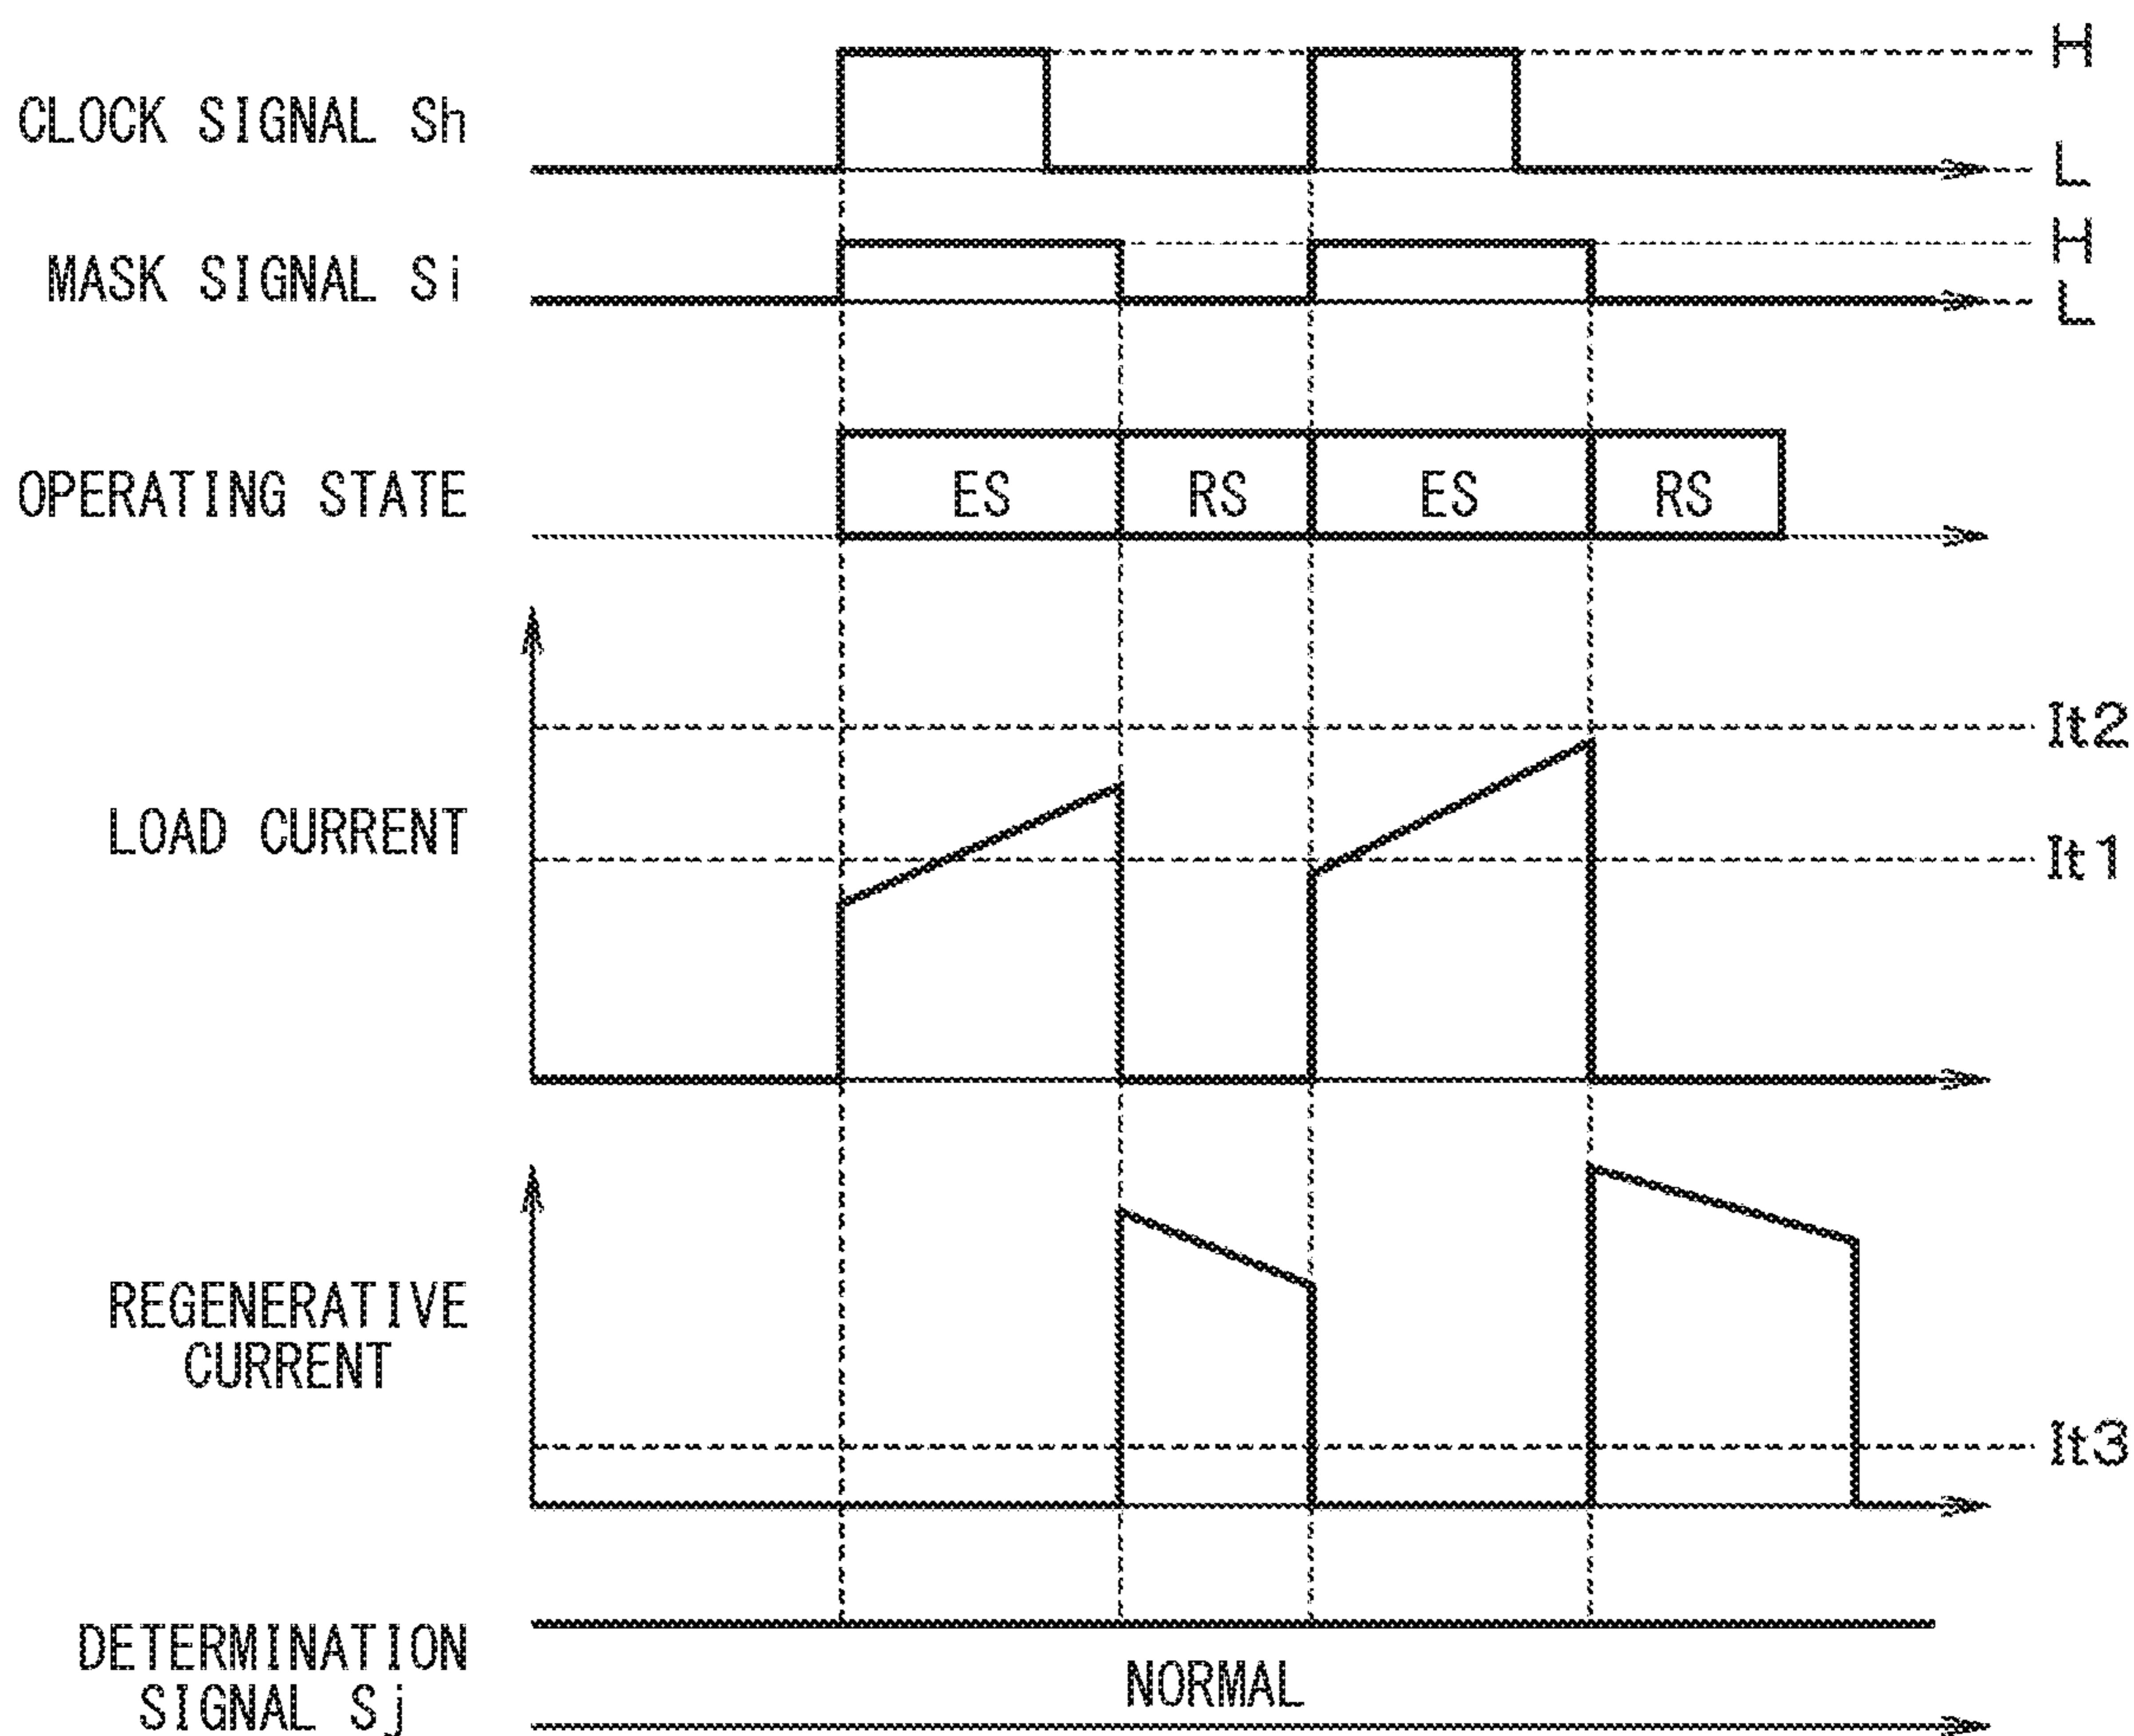 H
CLOCK SIGNAL Sh
L
H
MASK SIGNAL Si
L
OPERATING STATE
ES RS ES RS
It2
LOAD CURRENT
It1
REGENERATIVE
CURRENT
It3
DETERMINATION
SIGNAL Sj
NORMAL